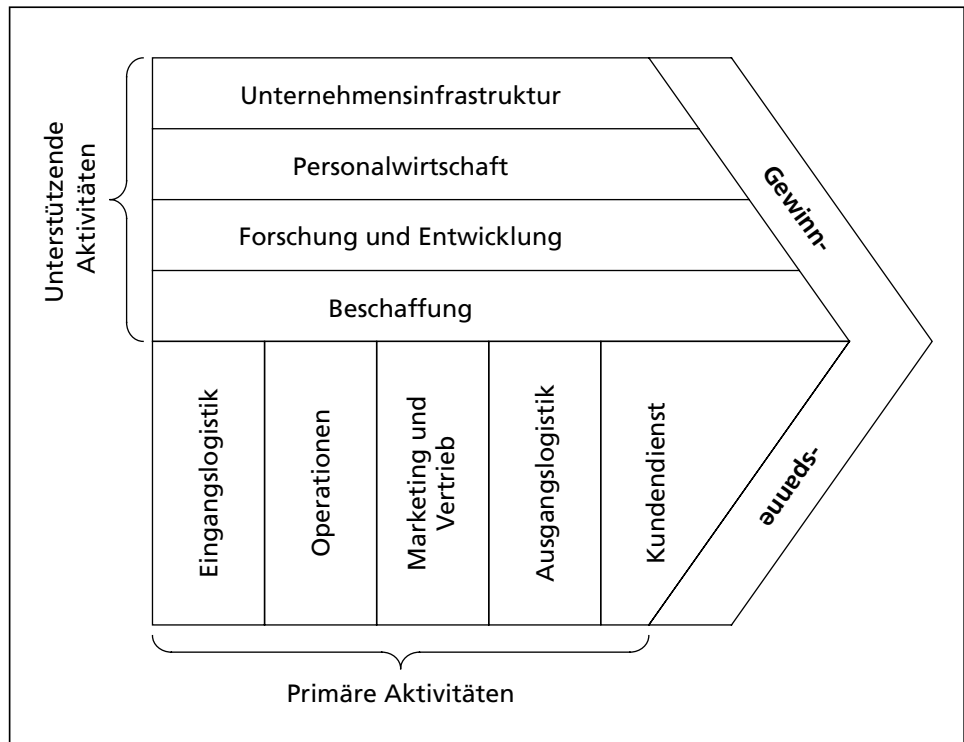 Unterstützende
Aktivitäten
Unternehmensinfrastruktur
Personalwirtschaft
Forschung und Entwicklung
Beschaffung
Gewinn-
-spanne
Eingangslogistik
Operationen
Marketing und
Vertrieb
Ausgangslogistik
Kundendienst
Primäre Aktivitäten